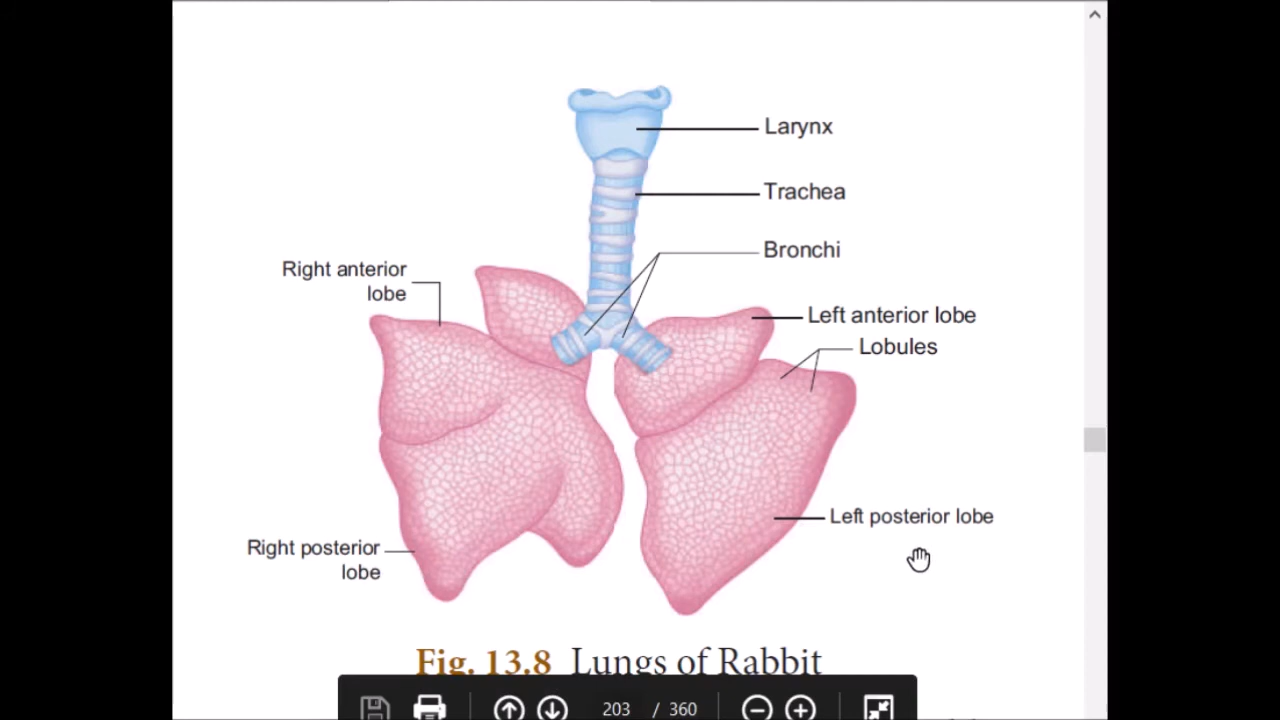 Larynx
Trachea
Bronchi
Right anterior
lobe
Left anterior lobe
Lobules
Left posterior lobe
Right posterior
lobe
Fig. 13.8 Lungs of Rabbit
203 / 360